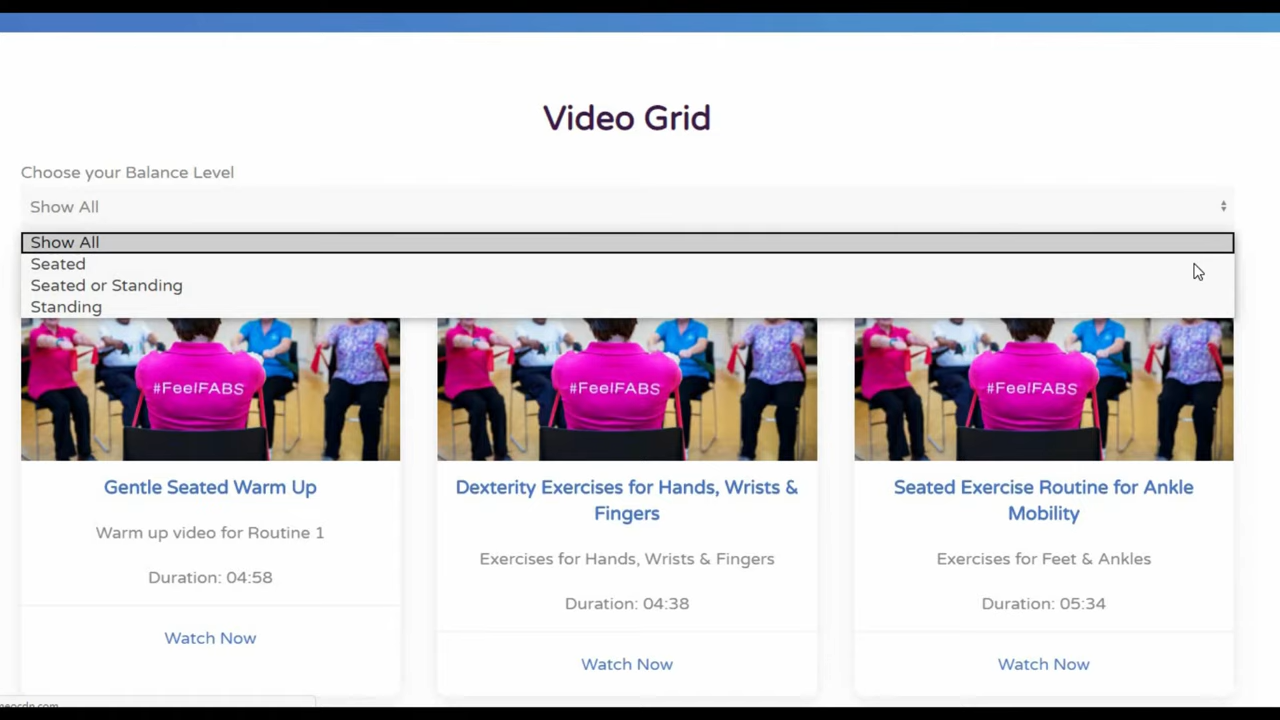 Video Grid
Choose your Balance Level
Show All
Show All
Seated
Seated or Standing
Standing
#FeelFABS
#FeelFABS
#FeelFABS
Gentle Seated Warm Up
Dexterity Exercises for Hands, Wrists &
Fingers
Seated Exercise Routine for Ankle
Mobility
Warm up video for Routine 1
Exercises for Hands, Wrists & Fingers
Exercises for Feet & Ankles
Duration: 04:58
Duration: 04:38
Duration: 05:34
Watch Now
Watch Now
Watch Now